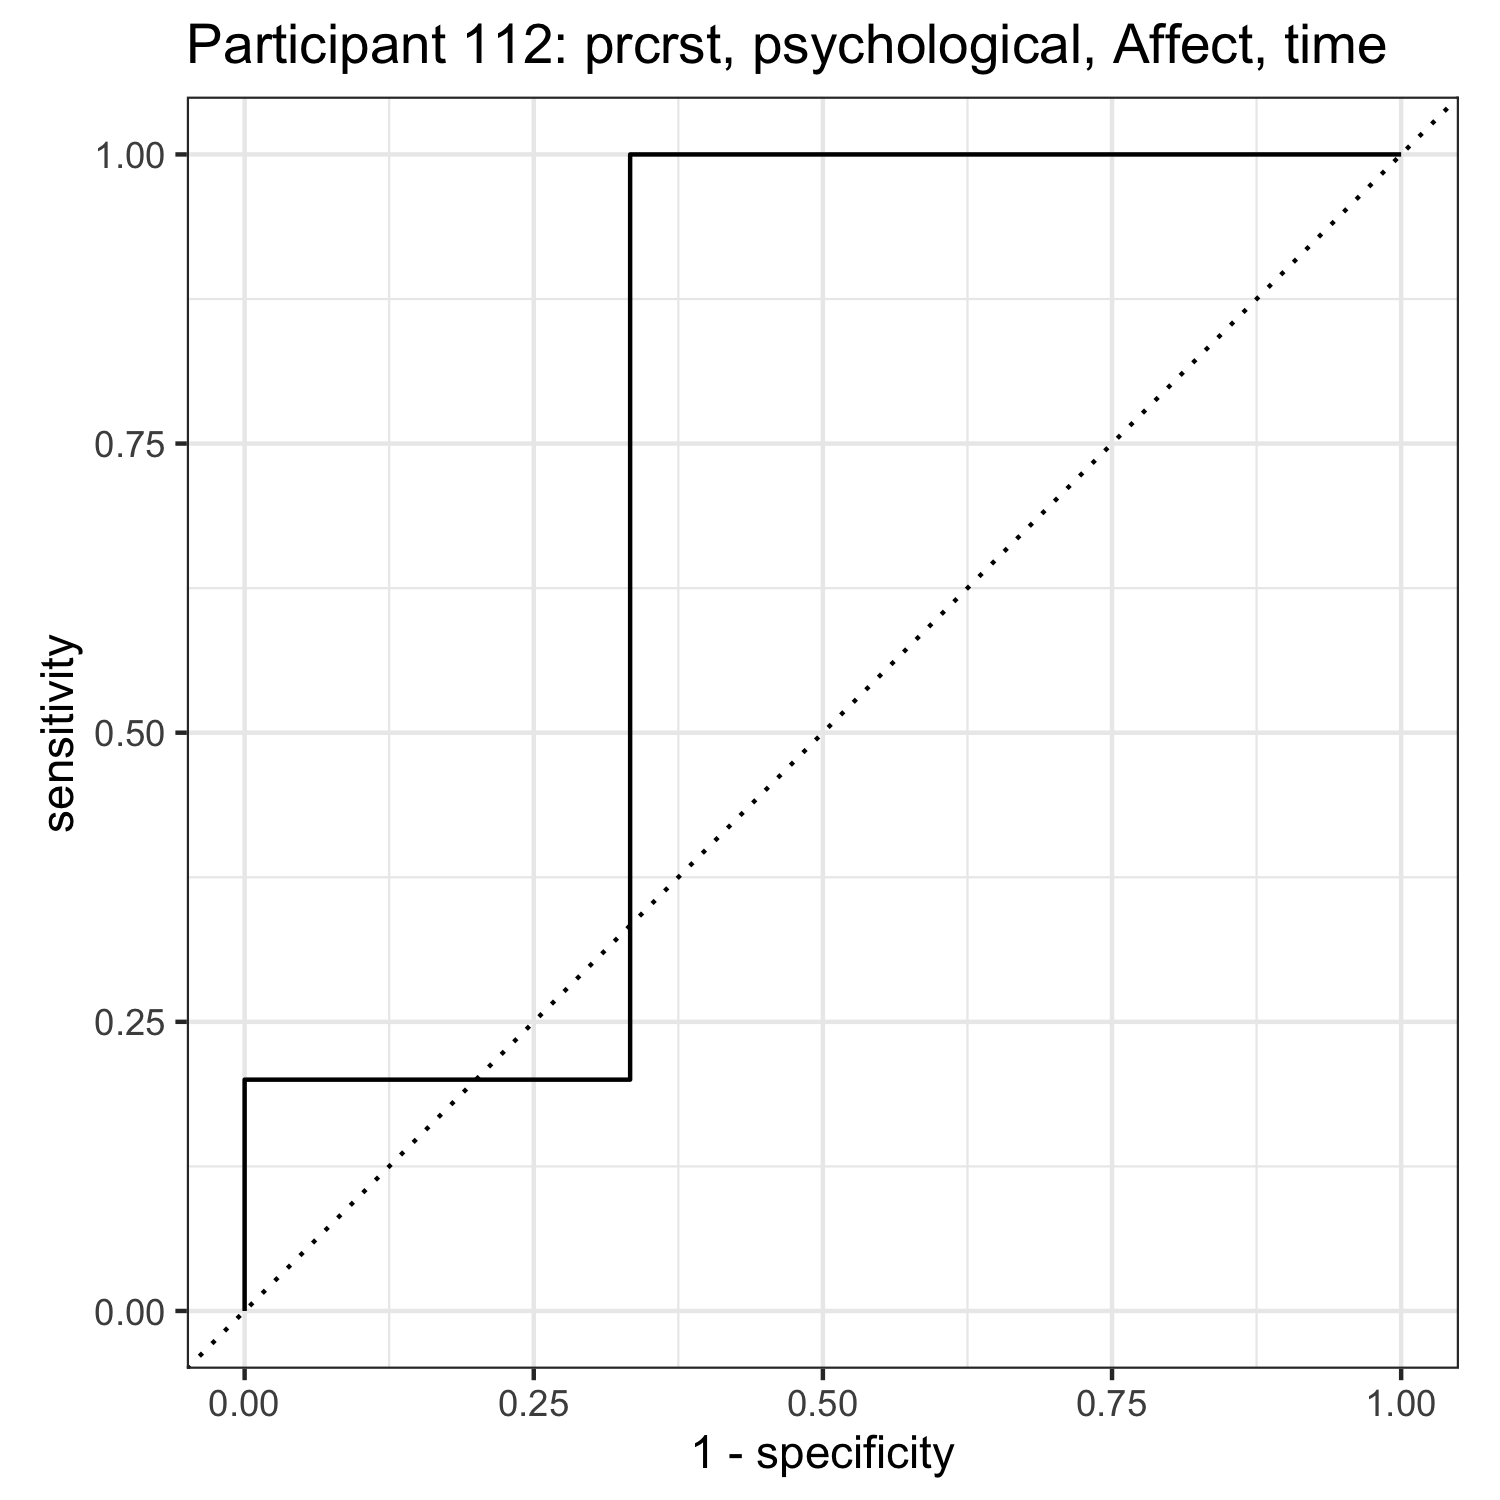 Participant 112: prcrst, psychological, Affect, time
1.00
0.75
0.50
0.25
0.00
sensitivity
0.00 0.25 0.50 0.75 1.00
1 - specificity